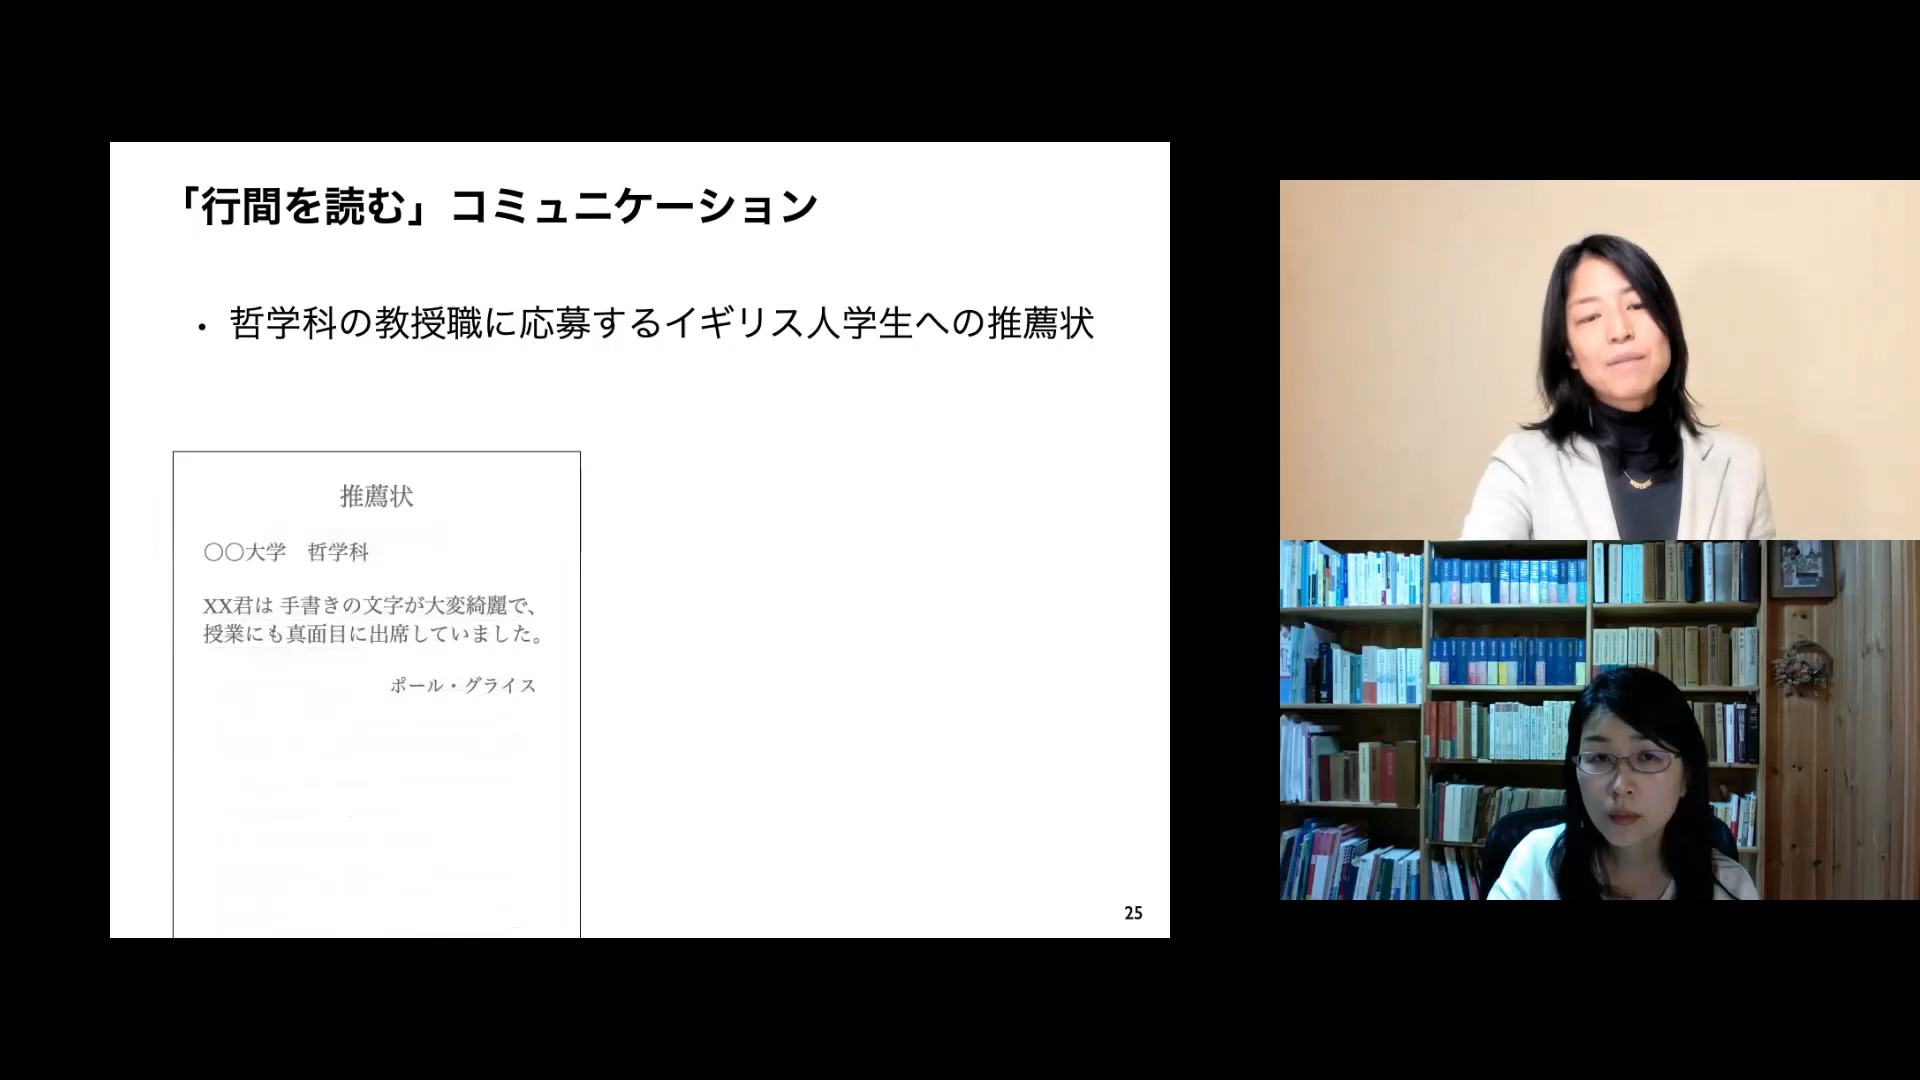 「行間を読む」コミュニケーション
• 哲学科の教授職に応募するイギリス人学生への推薦状
推薦状
〇〇大学　哲学科
XX君は 手書きの文字が大変綺麗で、
授業にも真面目に出席していました。
ポール・グライス
25